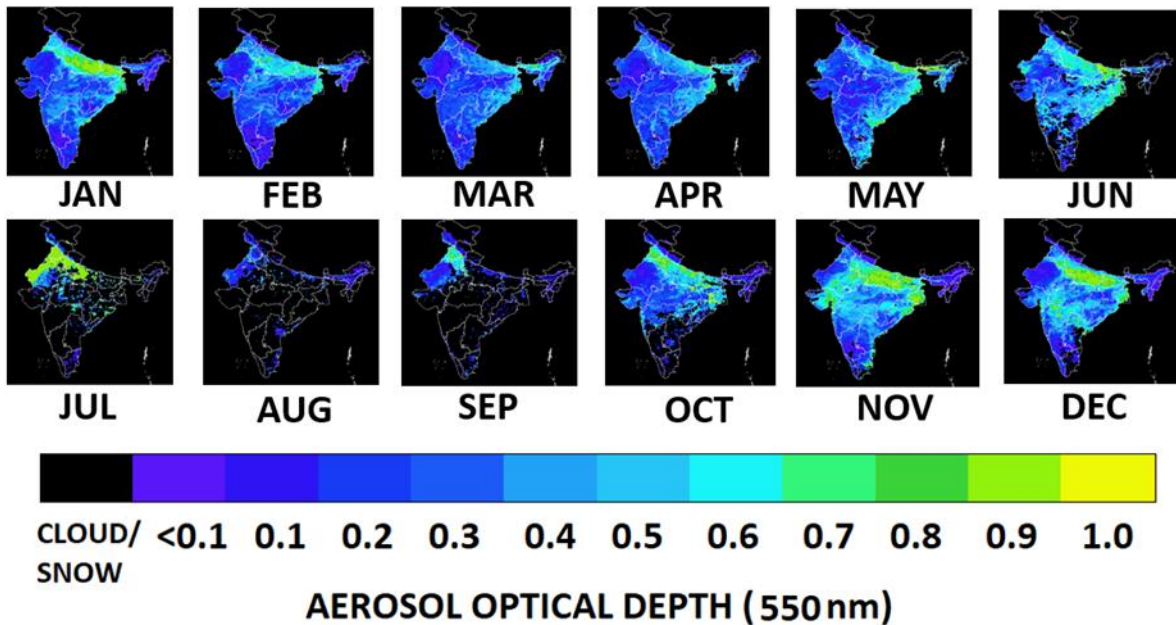 JAN FEB MAR APR MAY JUN
JUL AUG SEP OCT NOV DEC
CLOUD/ <0.1 0.1 0.2 0.3 0.4 0.5 0.6 0.7 0.8 0.9 1.0
SNOW
AEROSOL OPTICAL DEPTH (550 nm)